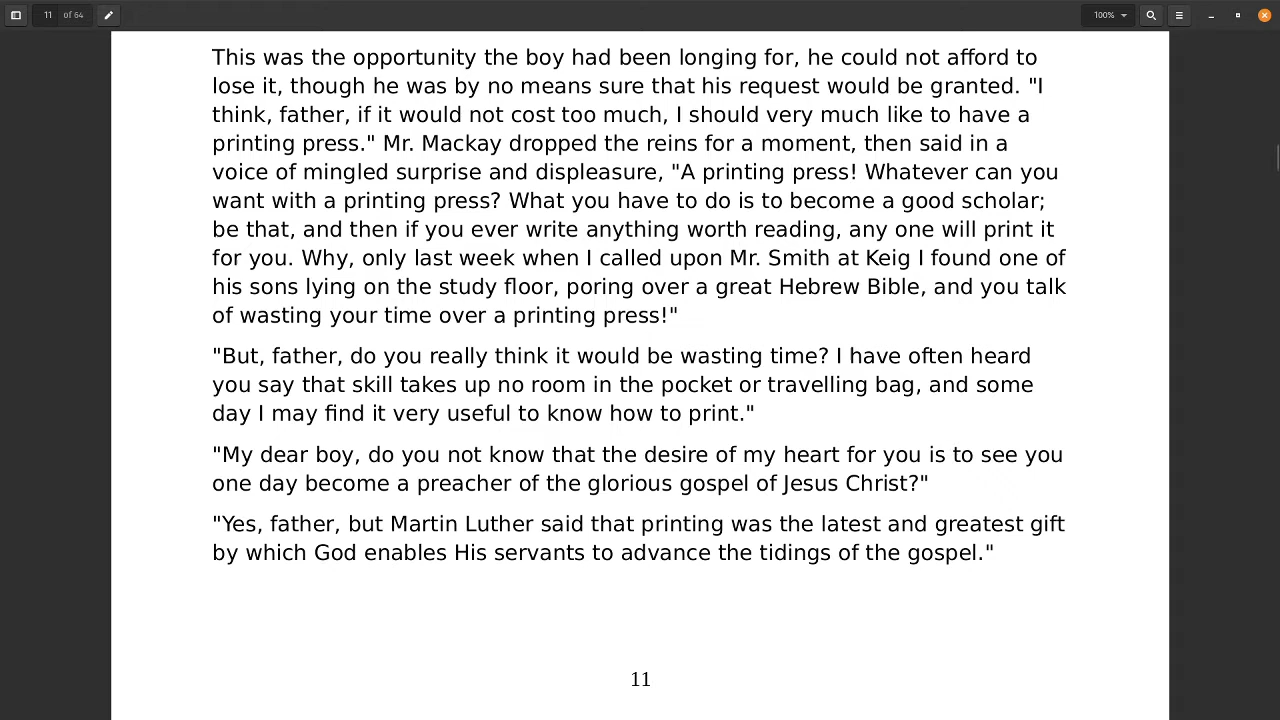 11 of 64
100%
This was the opportunity the boy had been longing for, he could not afford to
lose it, though he was by no means sure that his request would be granted. "I
think, father, if it would not cost too much, I should very much like to have a
printing press." Mr. Mackay dropped the reins for a moment, then said in a
voice of mingled surprise and displeasure, "A printing press! Whatever can you
want with a printing press? What you have to do is to become a good scholar;
be that, and then if you ever write anything worth reading, any one will print it
for you. Why, only last week when I called upon Mr. Smith at Keig I found one of
his sons lying on the study floor, poring over a great Hebrew Bible, and you talk
of wasting your time over a printing press!"
"But, father, do you really think it would be wasting time? I have often heard
you say that skill takes up no room in the pocket or travelling bag, and some
day I may find it very useful to know how to print."
"My dear boy, do you not know that the desire of my heart for you is to see you
one day become a preacher of the glorious gospel of Jesus Christ?"
"Yes, father, but Martin Luther said that printing was the latest and greatest gift
by which God enables His servants to advance the tidings of the gospel."
11